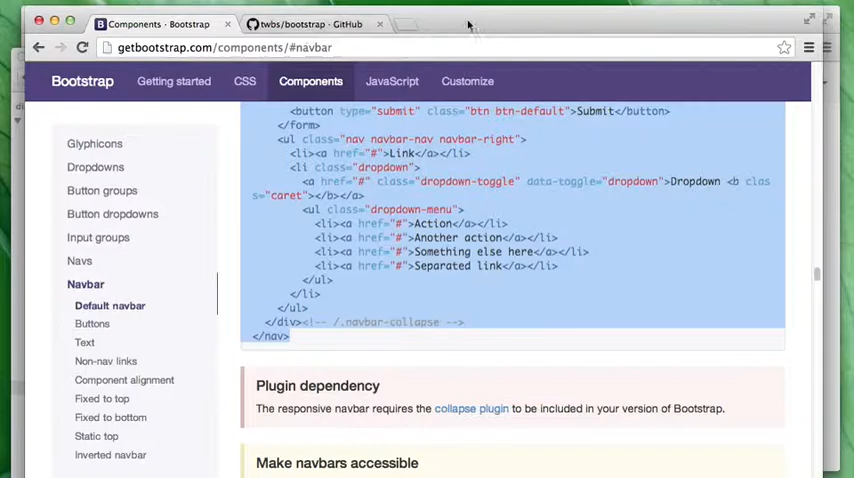 Components · Bootstrap
twbs/bootstrap · GitHub
getbootstrap.com/components/#navbar
Bootstrap Getting started CSS Components JavaScript Customize
Glyphicons
Dropdowns
Button groups
Button dropdowns
Input groups
Navs
Navbar
Default navbar
Buttons
Text
Non-nav links
Component alignment
Fixed to top
Fixed to bottom
Static top
Inverted navbar
<button type="submit" class="btn btn-default">Submit</button>
</form>
<ul class="nav navbar-nav navbar-right">
<li><a href="#">Link</a></li>
<li class="dropdown">
<a href="#" class="dropdown-toggle" data-toggle="dropdown">Dropdown <b clas
s="caret"></b></a>
<ul class="dropdown-menu">
<li><a href="#">Action</a></li>
<li><a href="#">Another action</a></li>
<li><a href="#">Something else here</a></li>
<li><a href="#">Separated link</a></li>
</ul>
</li>
</ul>
</div><!-- /.navbar-collapse -->
</nav>
Plugin dependency
The responsive navbar requires the collapse plugin to be included in your version of Bootstrap.
Make navbars accessible